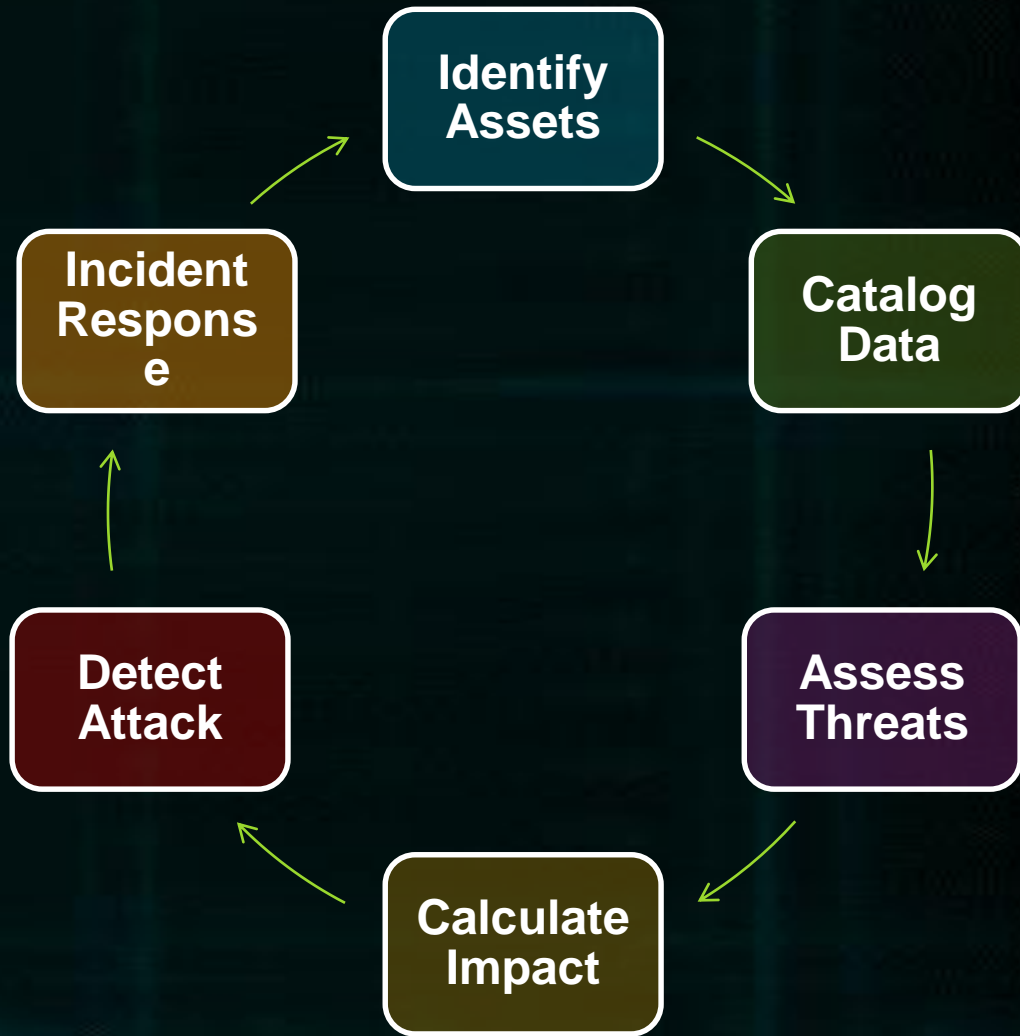 Identify
Assets
Catalog
Data
Assess
Threats
Calculate
Impact
Detect
Attack
Incident
Respons
e